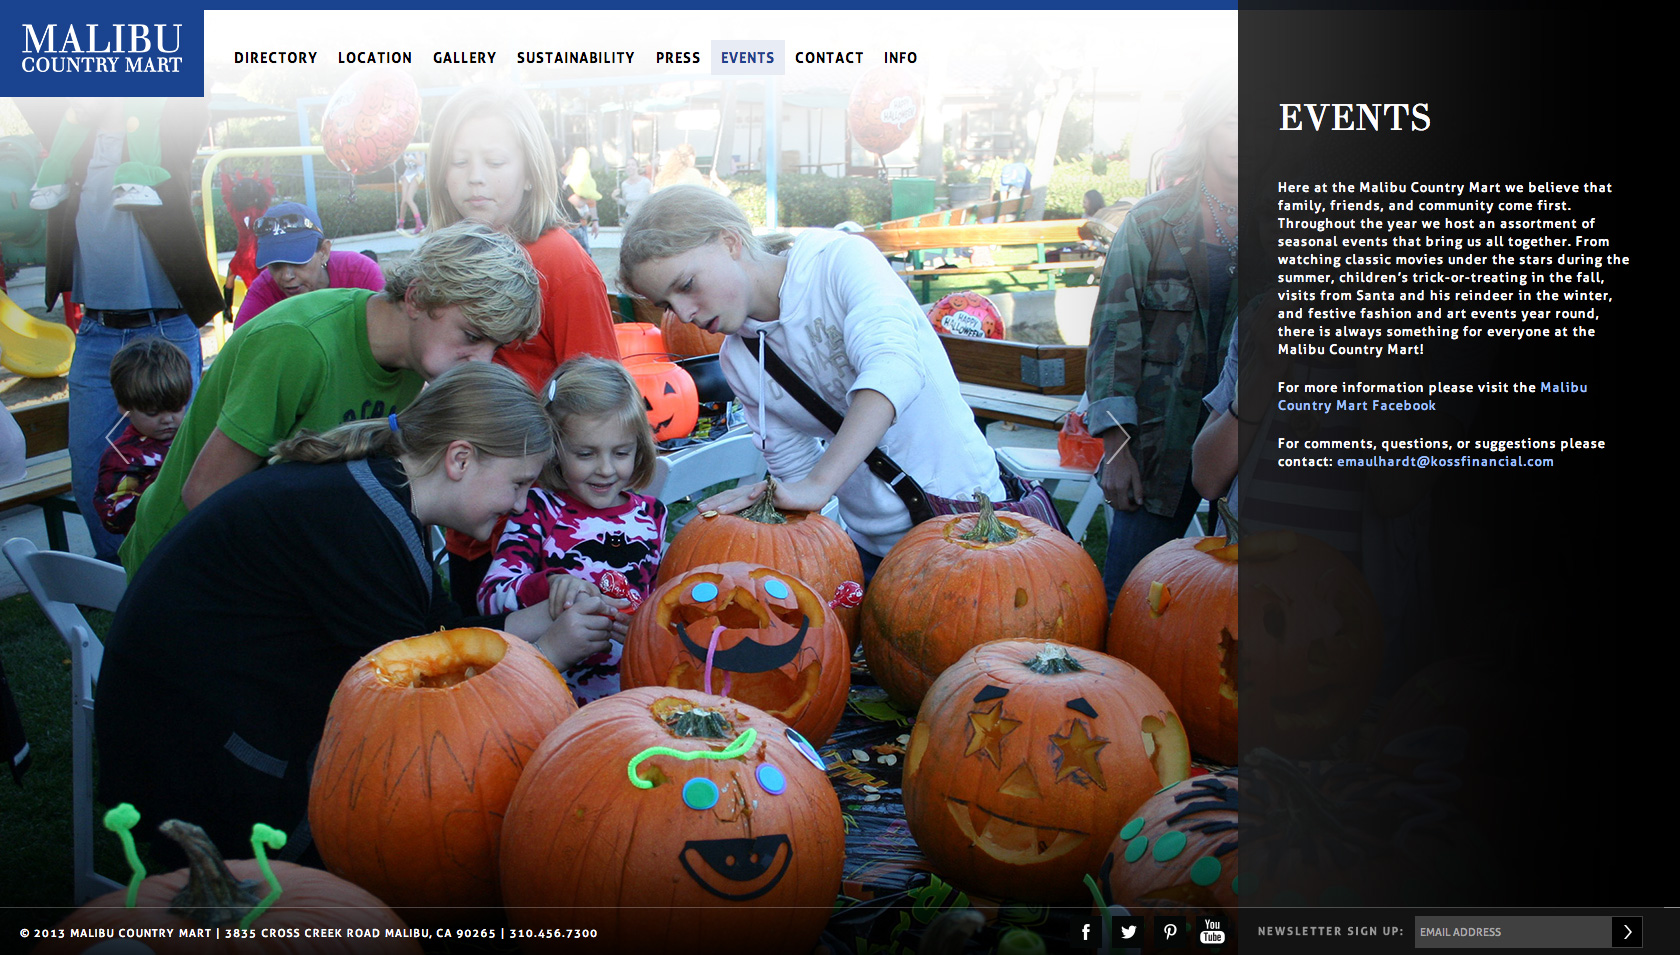 MALIBU
COUNTRY MART
DIRECTORY LOCATION GALLERY SUSTAINABILITY PRESS EVENTS CONTACT INFO
HAPPY
HALLOWEEN
EVENTS
Here at the Malibu Country Mart we believe that
family, friends, and community come first.
Throughout the year we host an assortment of
seasonal events that bring us all together. From
watching classic movies under the stars during the
summer, children’s trick-or-treating in the fall,
visits from Santa and his reindeer in the winter,
and festive fashion and art events year round,
there is always something for everyone at the
Malibu Country Mart!
For more information please visit the Malibu
Country Mart Facebook
For comments, questions, or suggestions please
contact: emaulhardt@kossfinancial.com
© 2013 MALIBU COUNTRY MART | 3835 CROSS CREEK ROAD MALIBU, CA 90265 | 310.456.7300
You
Tube
NEWSLETTER SIGN UP: EMAIL ADDRESS